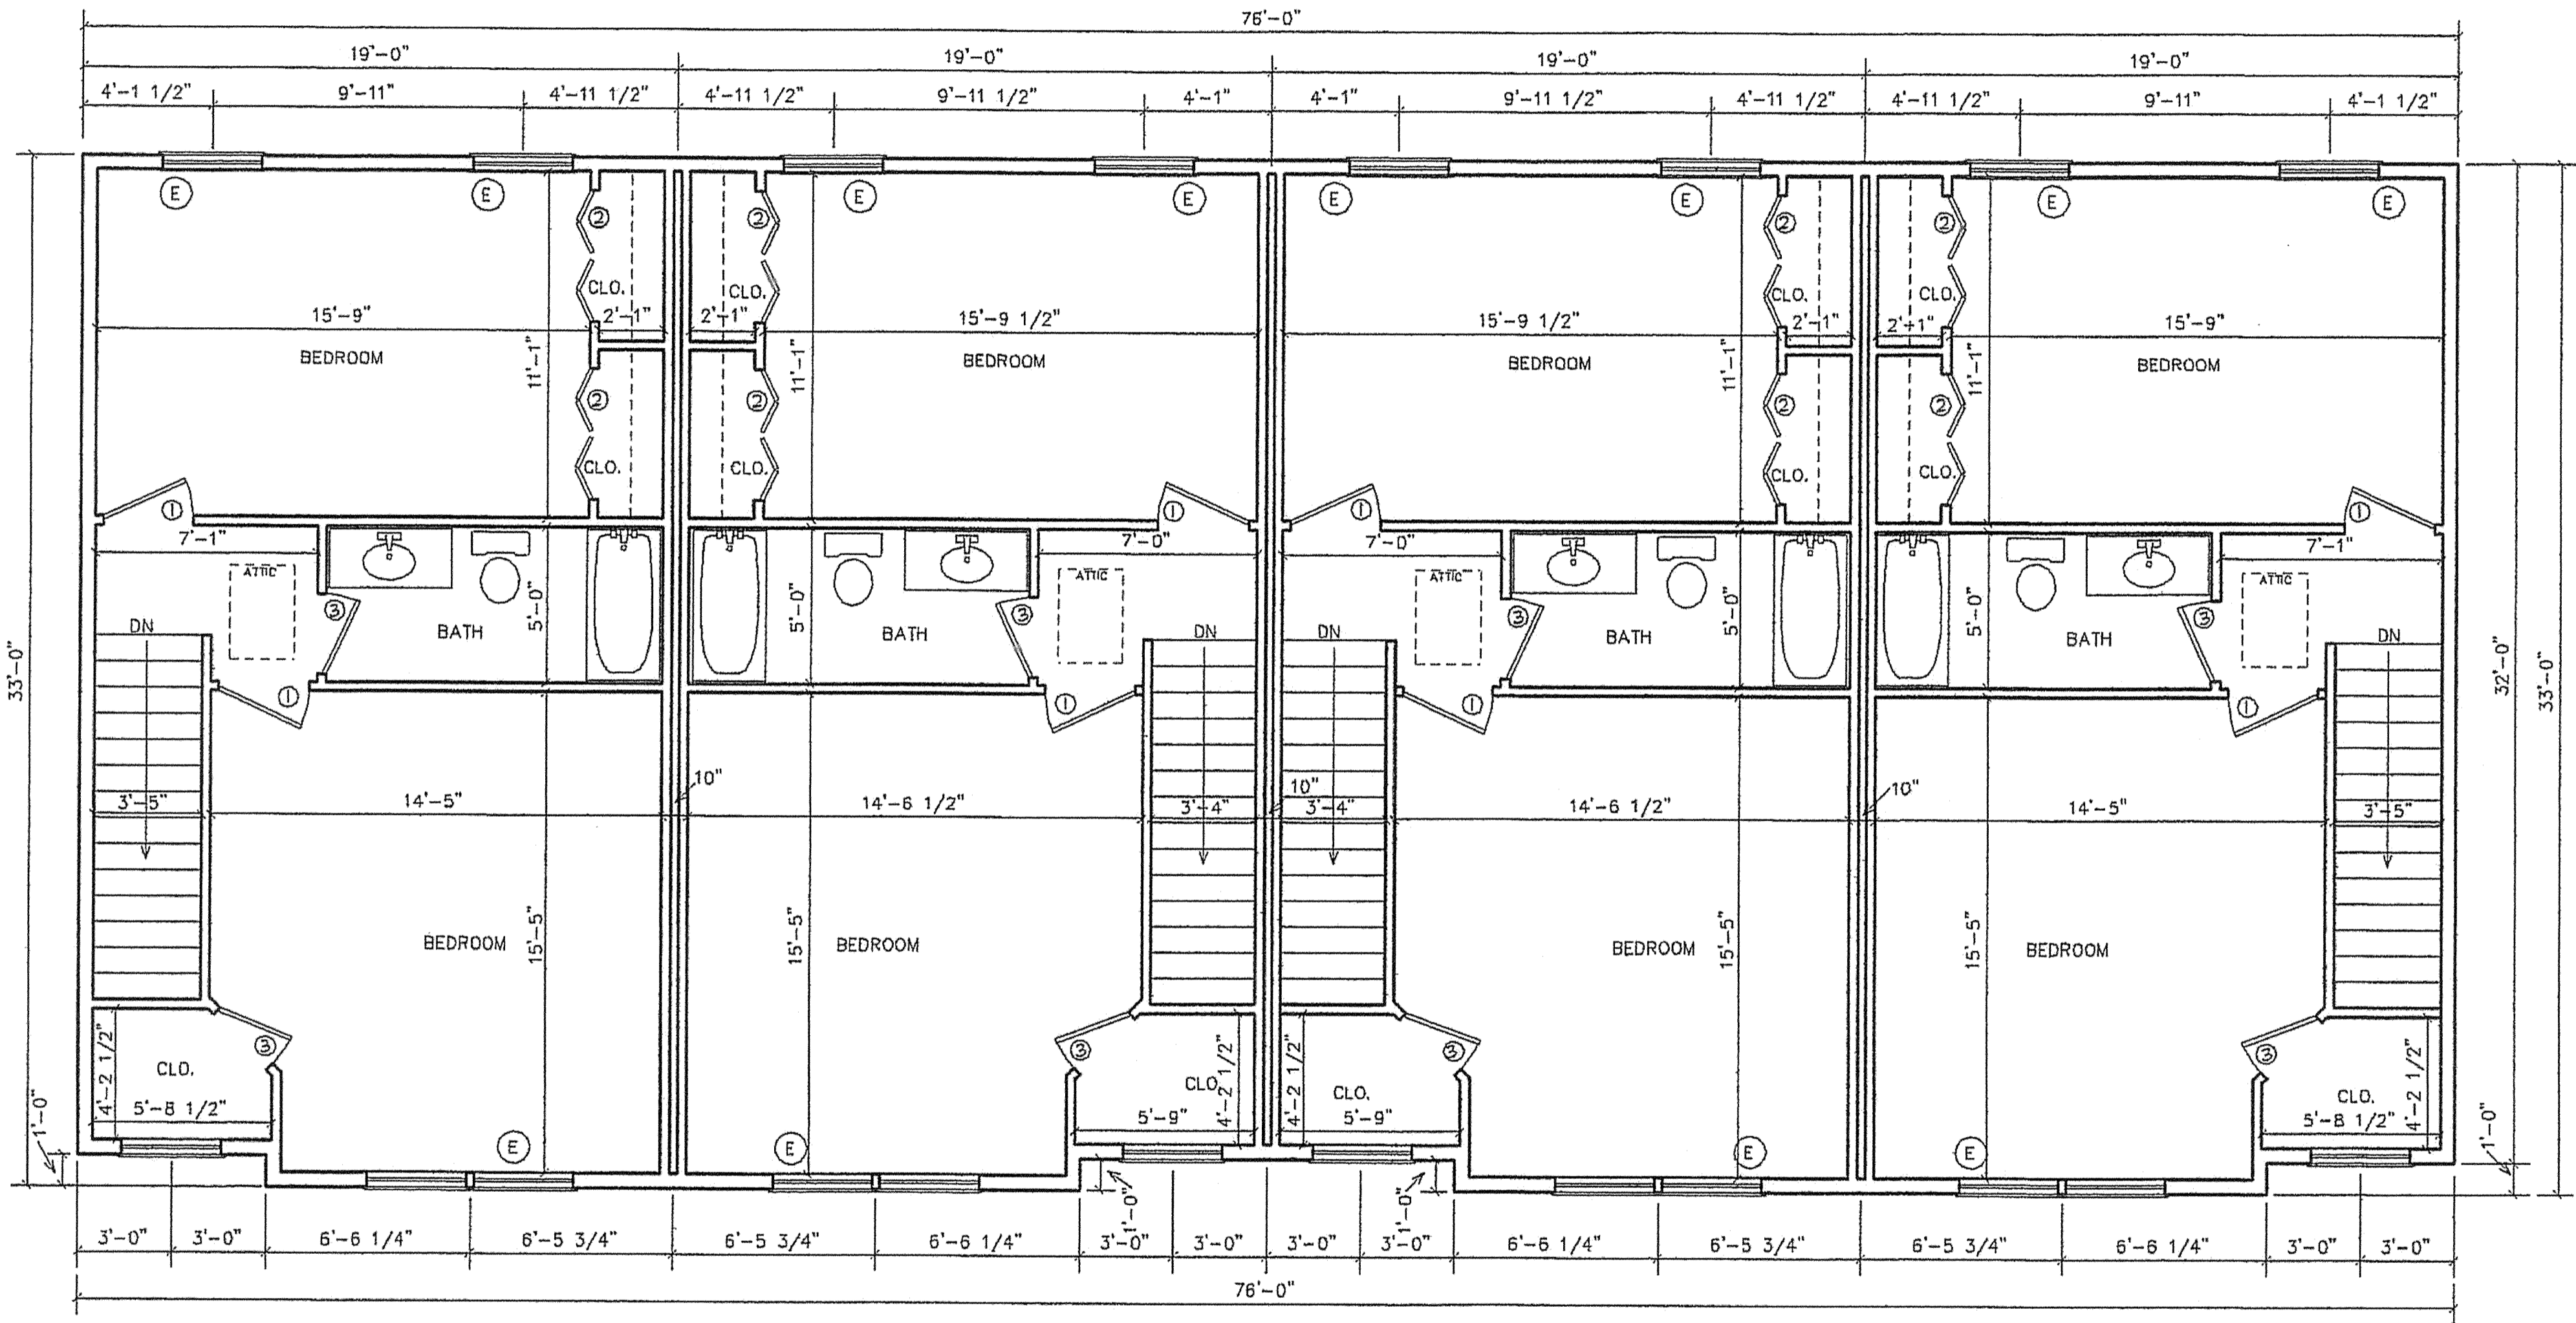 76'-0"
19'-0" 19'-0" 19'-0" 19'-0"
4'-1 1/2" 9'-11" 4'-11 1/2" 4'-11 1/2" 9'-11 1/2" 4'-1" 4'-1" 9'-11 1/2" 4'-11 1/2" 4'-11 1/2" 9'-11" 4'-1 1/2"
E E E E E E E E
2 2 2 2
CLO. CLO. CLO. CLO.
15'-9" 2'-1" 2'-1" 15'-9 1/2" 15'-9 1/2" 2'-1" 2'-1" 15'-9"
BEDROOM 11'-1" 11'-1" BEDROOM BEDROOM 11'-1" 11'-1" BEDROOM
2 2 2 2
CLO. CLO. CLO. CLO.
1 1 1 1
7'-1" 7'-0" 7'-0" 7'-1"
ATTIC ATTIC ATTIC ATTIC
3 5'-0" 5'-0" 3 3 5'-0" 5'-0" 3
DN BATH BATH DN DN BATH BATH DN
33'-0" 32'-0" 33'-0"
1 1 1 1
10" 10" 10"
3'-5" 14'-5" 14'-6 1/2" 3'-4" 3'-4" 14'-6 1/2" 14'-5" 3'-5"
BEDROOM 15'-5" 15'-5" BEDROOM BEDROOM 15'-5" 15'-5" BEDROOM
3 3 3 3
4'-2 1/2" 4'-2 1/2" 4'-2 1/2" 4'-2 1/2"
CLO. CLO. CLO. CLO.
5'-8 1/2" 5'-9" 5'-9" 5'-8 1/2"
1'-0" E E E E 1'-0"
1'-0" 1'-0"
3'-0" 3'-0" 6'-6 1/4" 6'-5 3/4" 6'-5 3/4" 6'-6 1/4" 3'-0" 3'-0" 3'-0" 3'-0" 6'-6 1/4" 6'-5 3/4" 6'-5 3/4" 6'-6 1/4" 3'-0" 3'-0"
76'-0"